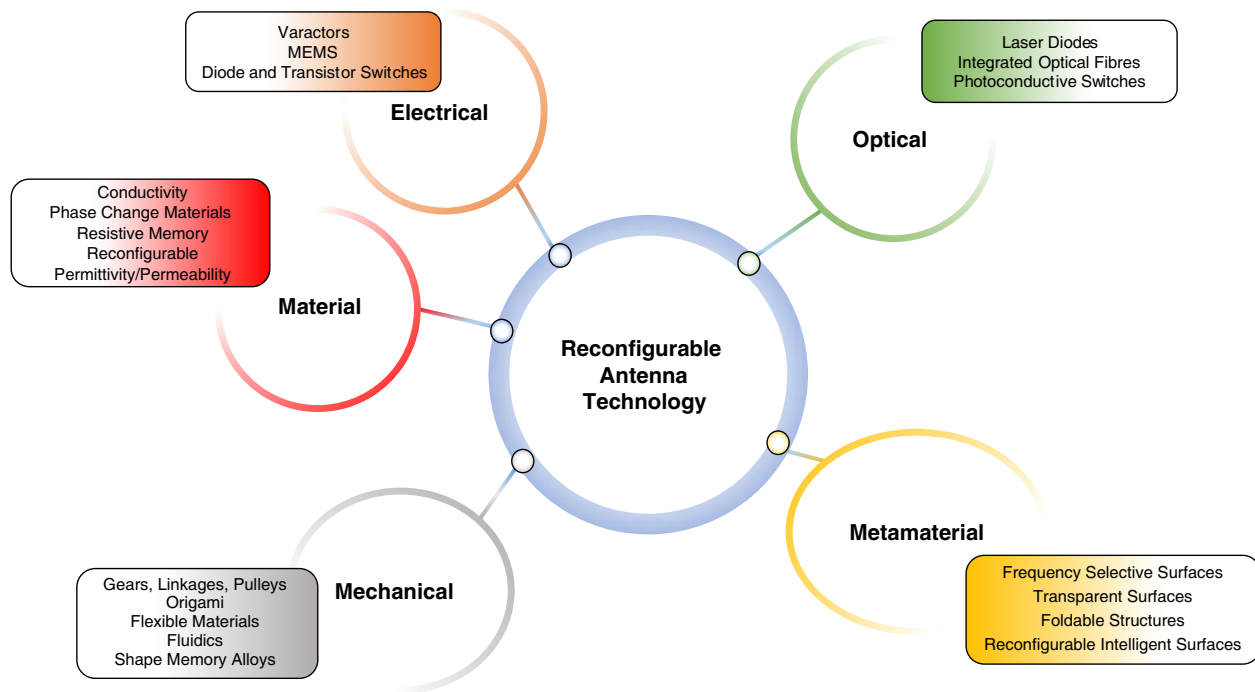 Varactors
MEMS
Diode and Transistor Switches
Electrical
Laser Diodes
Integrated Optical Fibres
Photoconductive Switches
Optical
Conductivity
Phase Change Materials
Resistive Memory
Reconfigurable
Permittivity/Permeability
Material
Reconfigurable
Antenna
Technology
Mechanical
Gears, Linkages, Pulleys
Origami
Flexible Materials
Fluidics
Shape Memory Alloys
Metamaterial
Frequency Selective Surfaces
Transparent Surfaces
Foldable Structures
Reconfigurable Intelligent Surfaces